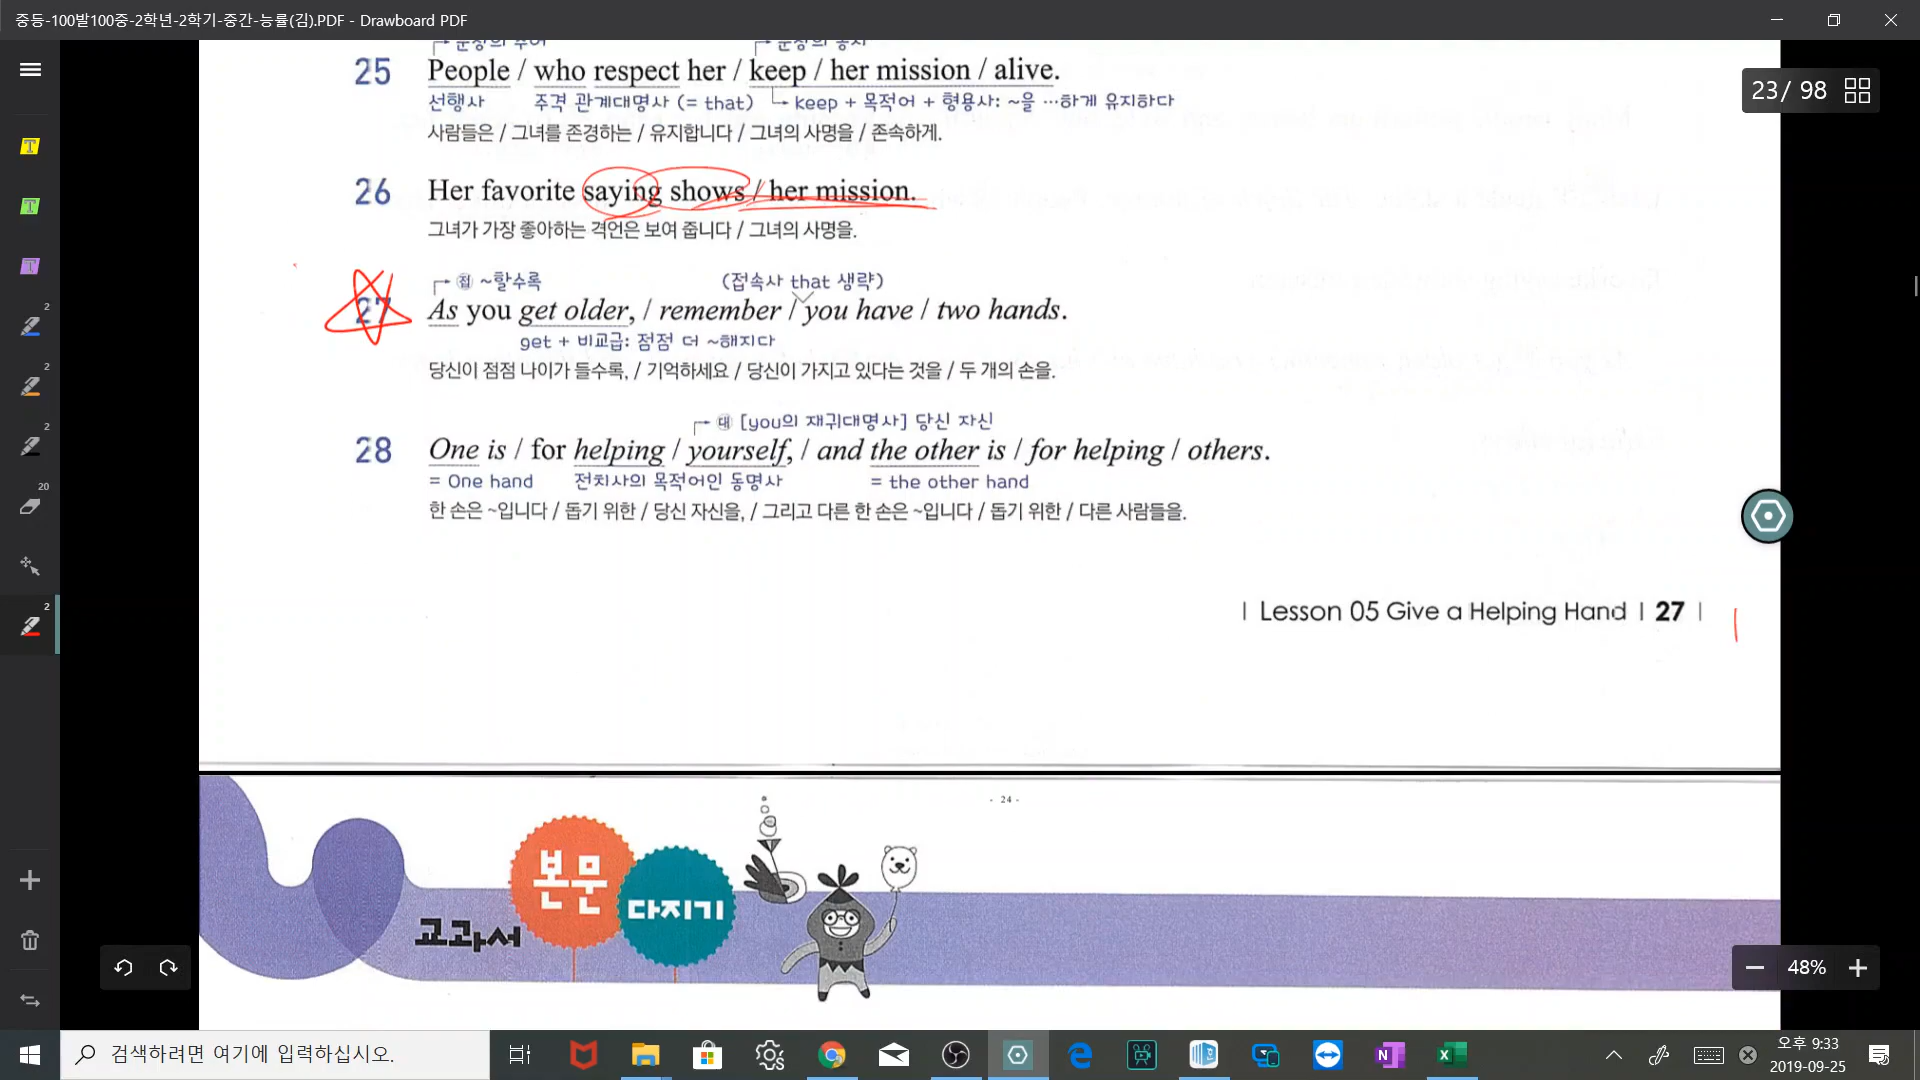 중등-100발100중-2학년-2학기-중간-능률(김).PDF - Drawboard PDF
23 / 98
문장의 주어 문장의 동사
25 People / who respect her / keep / her mission / alive.
선행사 주격 관계대명사 (= that) keep + 목적어 + 형용사: ~을 …하게 유지하다
사람들은 / 그녀를 존경하는 / 유지합니다 / 그녀의 사명을 / 존속하게.
26 Her favorite saying shows / her mission.
그녀가 가장 좋아하는 격언은 보여 줍니다 / 그녀의 사명을.
접 ~할수록 (접속사 that 생략)
27 As you get older, / remember / you have / two hands.
get + 비교급: 점점 더 ~해지다
당신이 점점 나이가 들수록, / 기억하세요 / 당신이 가지고 있다는 것을 / 두 개의 손을.
대 [you의 재귀대명사] 당신 자신
28 One is / for helping / yourself, / and the other is / for helping / others.
= One hand 전치사의 목적어인 동명사 = the other hand
한 손은 ~입니다 / 돕기 위한 / 당신 자신을, / 그리고 다른 한 손은 ~입니다 / 돕기 위한 / 다른 사람들을.
| Lesson 05 Give a Helping Hand | 27 |
- 24 -
교과서 본문 다지기
2
2
2
20
2
48%
검색하려면 여기에 입력하십시오.
오후 9:33
2019-09-25